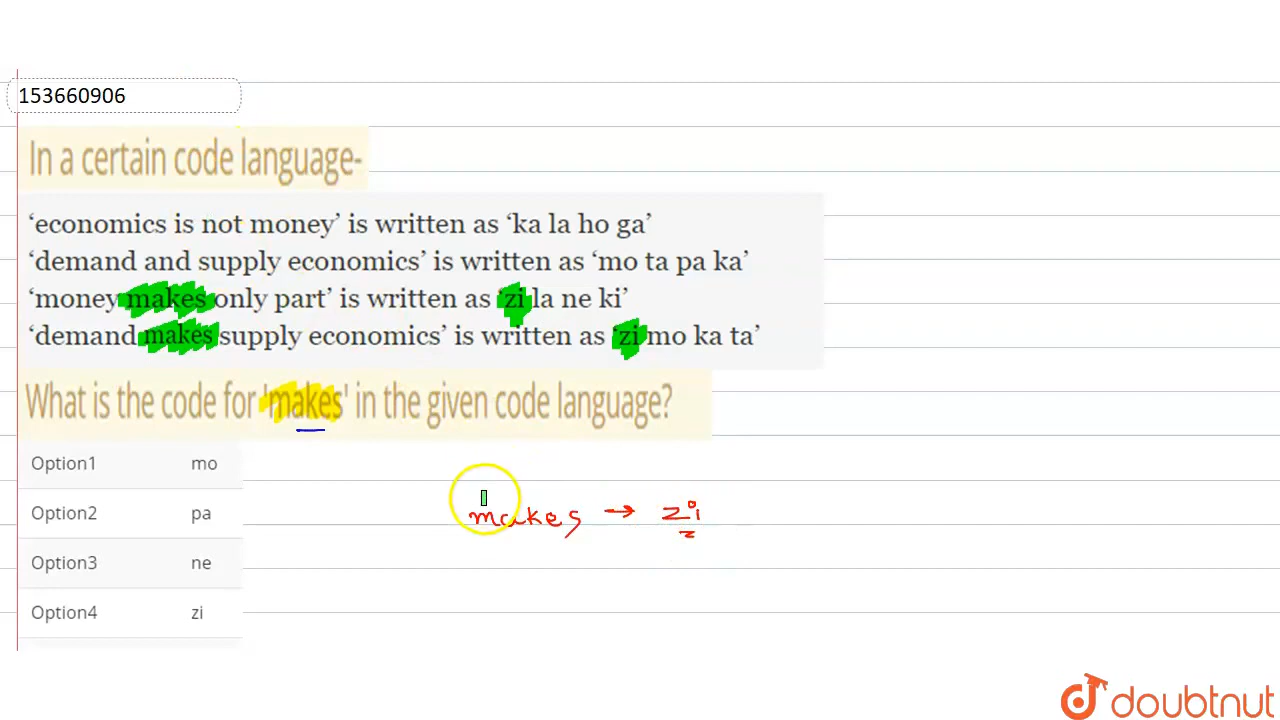 153660906
In a certain code language-
‘economics is not money’ is written as ‘ka la ho ga’
‘demand and supply economics’ is written as ‘mo ta pa ka’
‘money makes only part’ is written as ‘zi la ne ki’
‘demand makes supply economics’ is written as ‘zi mo ka ta’
What is the code for 'makes' in the given code language?
Option1 mo
Option2 pa
makes → zi
Option3 ne
Option4 zi
doubtnut